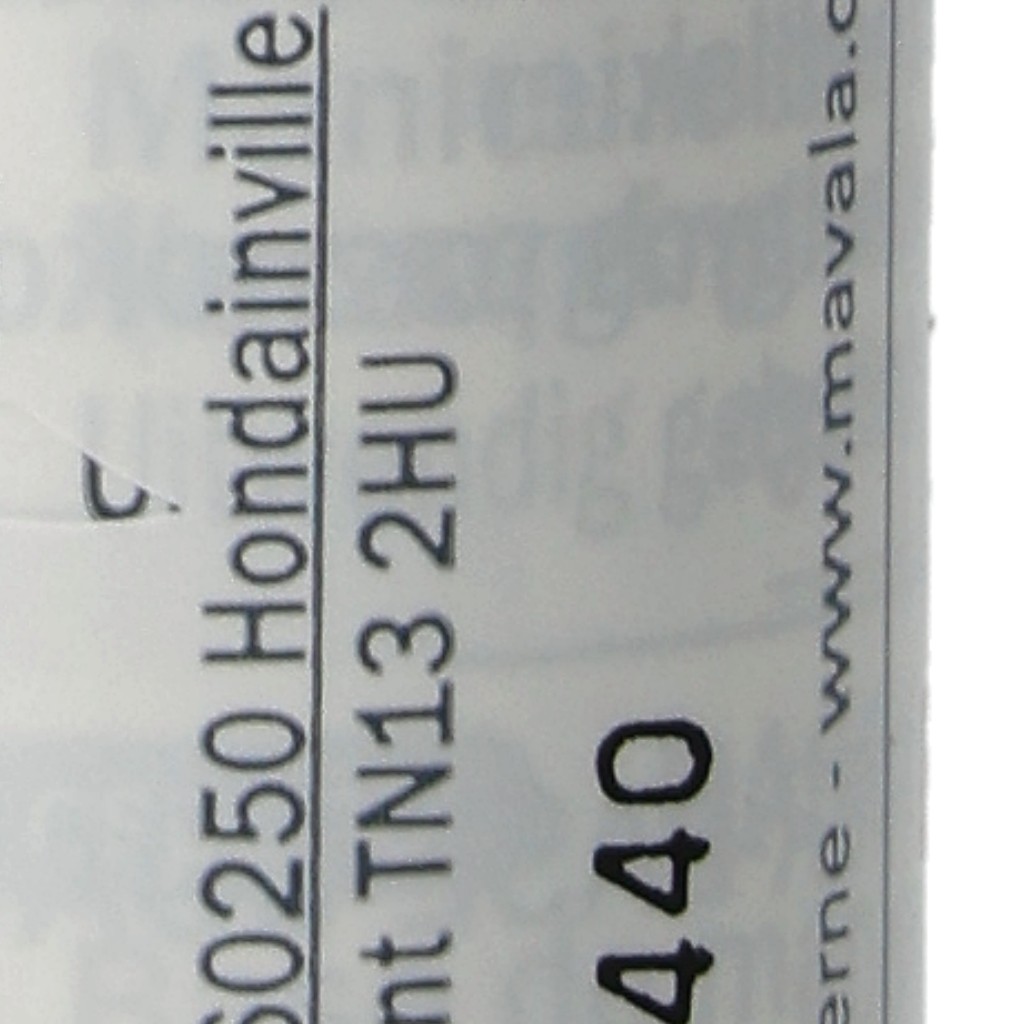 60250 Hondainville
nt TN13 2HU
440
erne - www.mavala.c